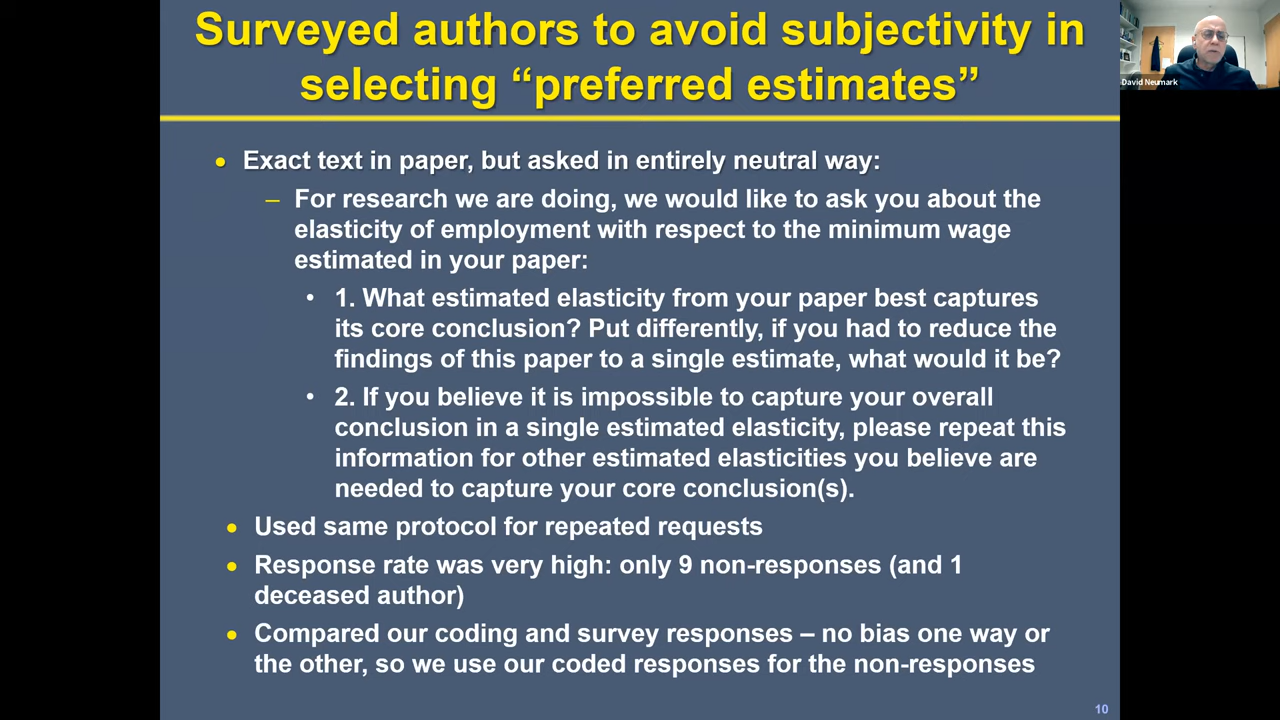 Surveyed authors to avoid subjectivity in
selecting “preferred estimates”
David Neumark
• Exact text in paper, but asked in entirely neutral way:
– For research we are doing, we would like to ask you about the
elasticity of employment with respect to the minimum wage
estimated in your paper:
• 1. What estimated elasticity from your paper best captures
its core conclusion? Put differently, if you had to reduce the
findings of this paper to a single estimate, what would it be?
• 2. If you believe it is impossible to capture your overall
conclusion in a single estimated elasticity, please repeat this
information for other estimated elasticities you believe are
needed to capture your core conclusion(s).
• Used same protocol for repeated requests
• Response rate was very high: only 9 non-responses (and 1
deceased author)
• Compared our coding and survey responses – no bias one way or
the other, so we use our coded responses for the non-responses
10